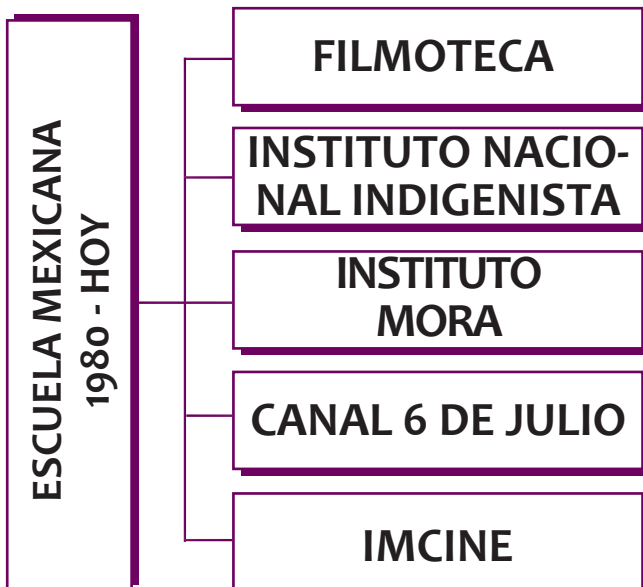 ESCUELA MEXICANA
1980 - HOY
FILMOTECA
INSTITUTO NACIO-
NAL INDIGENISTA
INSTITUTO
MORA
CANAL 6 DE JULIO
IMCINE